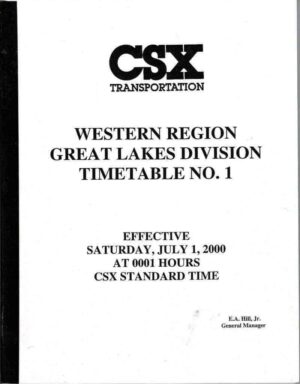 CSX
TRANSPORTATION
WESTERN REGION
GREAT LAKES DIVISION
TIMETABLE NO. 1
EFFECTIVE
SATURDAY, JULY 1, 2000
AT 0001 HOURS
CSX STANDARD TIME
E.A. Hill, Jr.
General Manager